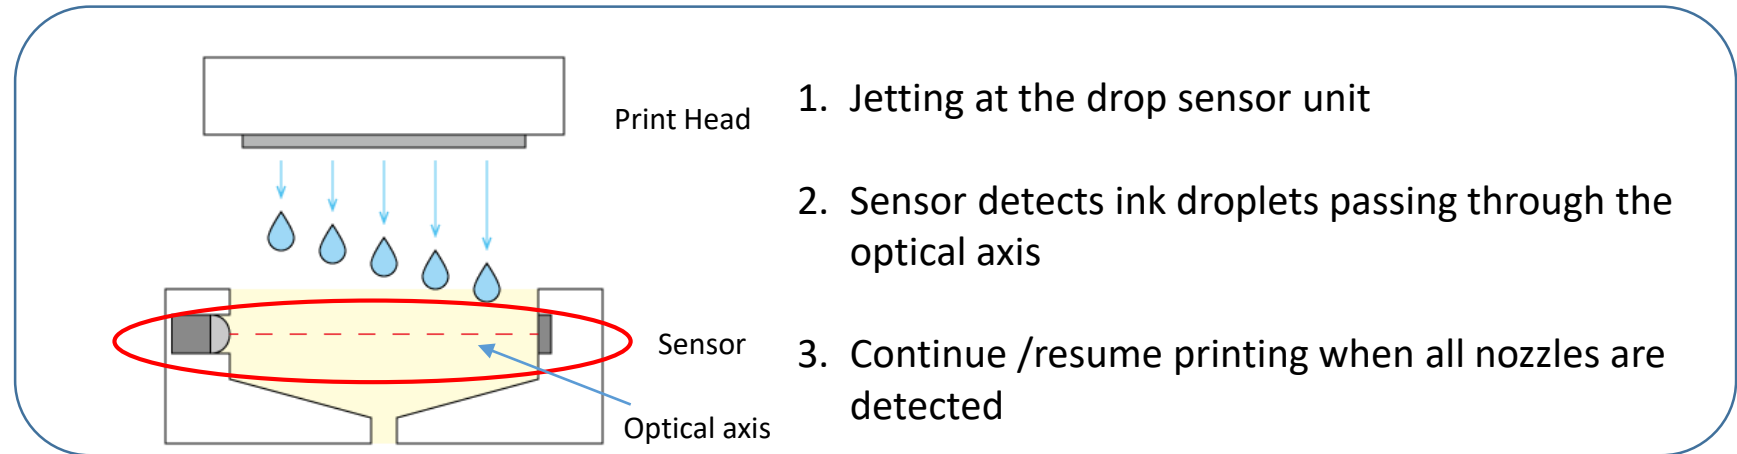 Print Head
Sensor
Optical axis
1. Jetting at the drop sensor unit
2. Sensor detects ink droplets passing through the
optical axis
3. Continue /resume printing when all nozzles are
detected